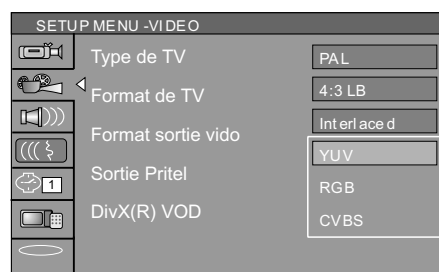 SETUP MENU -VIDEO
Type de TV
PAL
Format de TV
4:3 LB
Format sortie vido
Interlaced
YUV
Sortie Pritel
RGB
DivX(R) VOD
CVBS
1